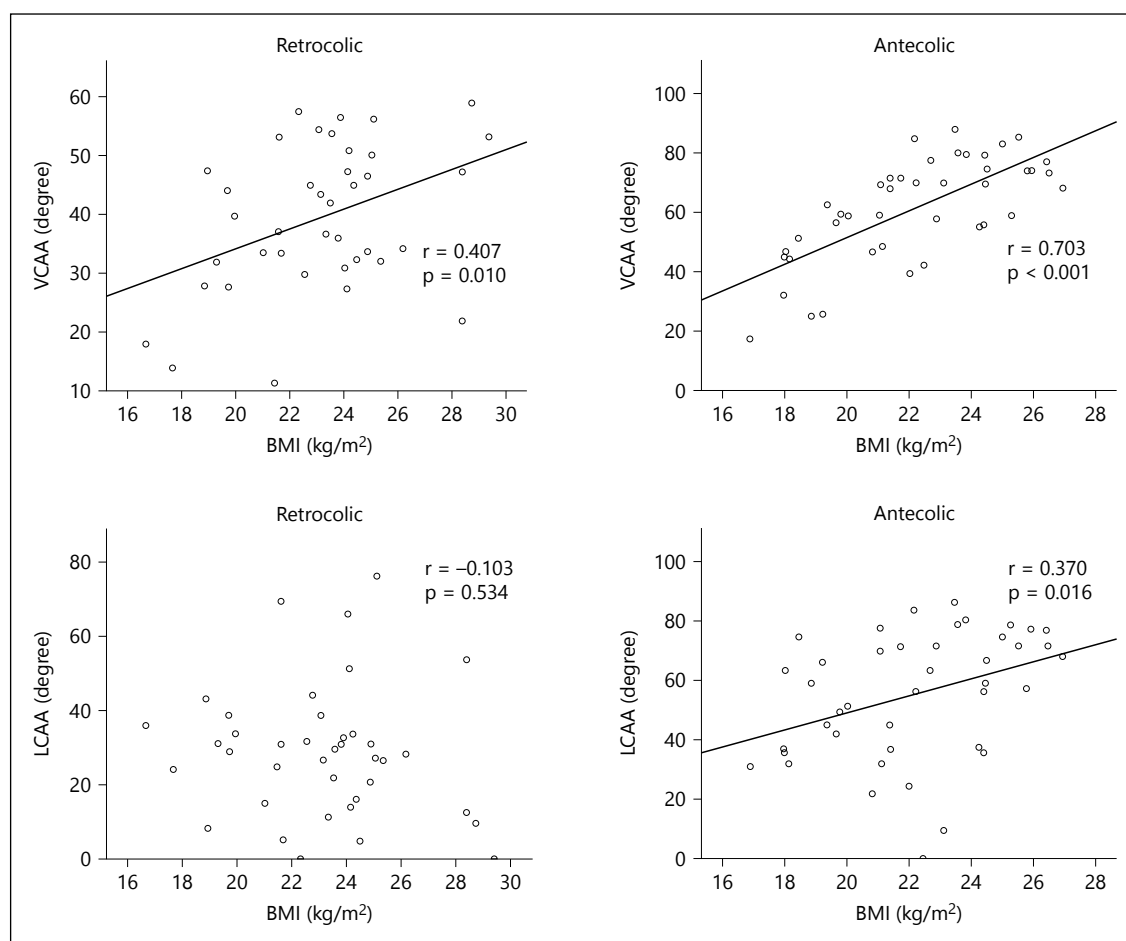 Retrocolic
60
50
40
30
20
10
VCAA (degree)
r = 0.407
p = 0.010
16 18 20 22 24 26 28 30
BMI (kg/m²)
Antecolic
100
80
60
40
20
0
VCAA (degree)
r = 0.703
p < 0.001
16 18 20 22 24 26 28
BMI (kg/m²)
Retrocolic
80
60
40
20
0
LCAA (degree)
r = –0.103
p = 0.534
16 18 20 22 24 26 28 30
BMI (kg/m²)
Antecolic
100
80
60
40
20
0
LCAA (degree)
r = 0.370
p = 0.016
16 18 20 22 24 26 28
BMI (kg/m²)